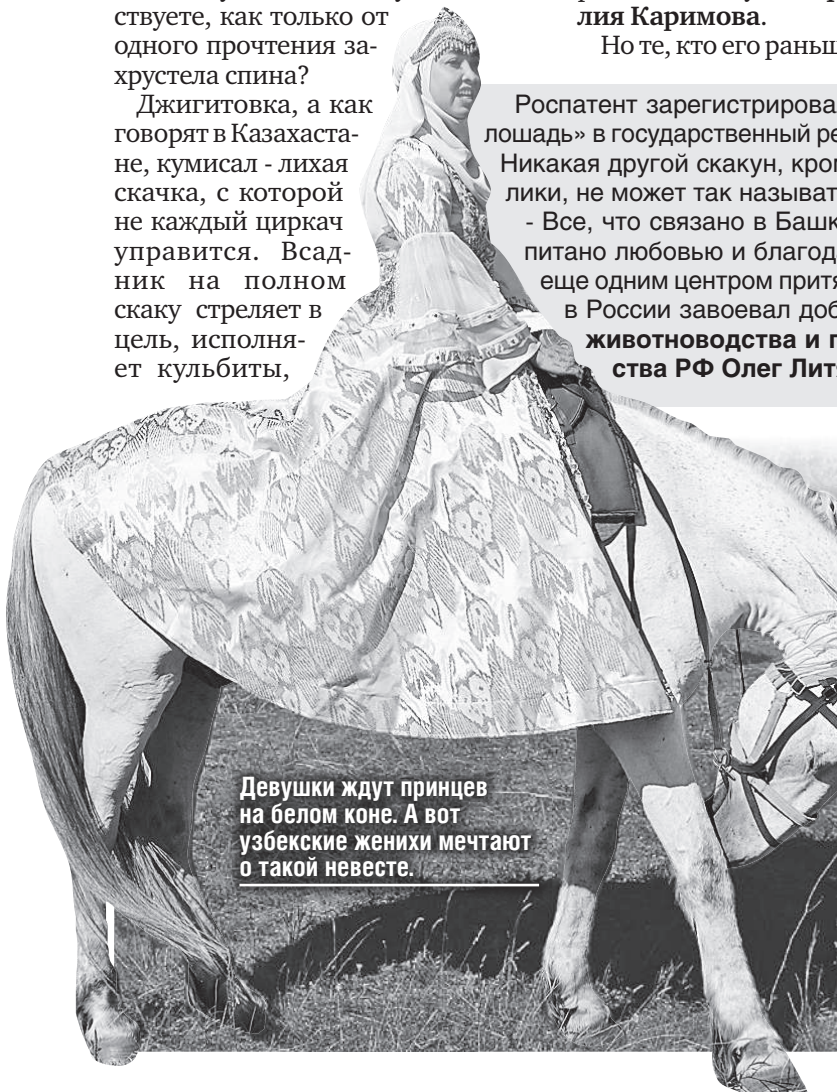 ствуете, как только от
одного прочтения за-
хрустела спина?
Джигитовка, а как
говорят в Казахста-
не, кумисал - лихая
скачка, с которой
не каждый циркач
управится. Всад-
ник на полном
скаку стреляет в
цель, исполня-
ет кульбиты,
лия Каримова.
Но те, кто его раньш
Роспатент зарегистрирова
лошадь» в государственный ре
Никакая другой скакун, кром
лики, не может так называт
- Все, что связано в Башк
питано любовью и благод
еще одним центром притя
в России завоевал доб
животноводства и п
ства РФ Олег Литя
Девушки ждут принцев
на белом коне. А вот
узбекские женихи мечтают
о такой невесте.